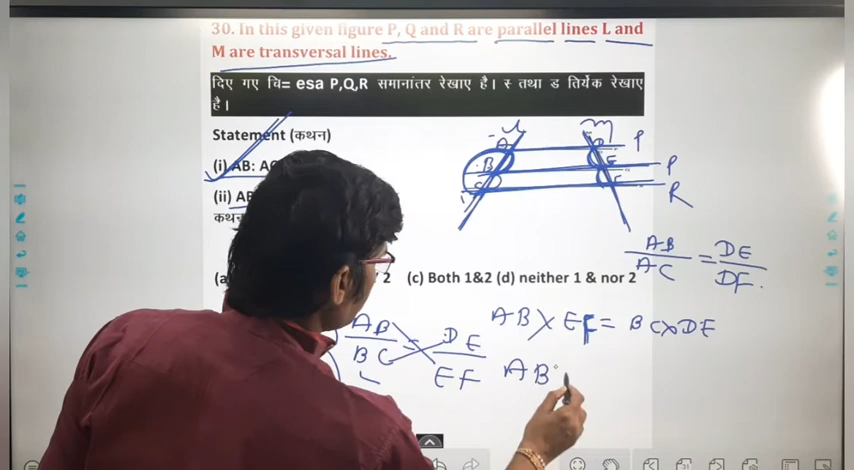 30. In this given figure P, Q and R are parallel lines L and
M are transversal lines.
दिए गए चि= esa P,Q,R समानांतर रेखाए है। स् तथा ड तिर्यक रेखाए
है।
Statement (कथन)
(i) AB: AC
(ii) AB
कथन
2 (c) Both 1&2 (d) neither 1 & nor 2
l m
A D P
B E P
C F R
AB/AC = DE/DF.
AB/BC = DE/EF
AB × EF = BC × DE
AB